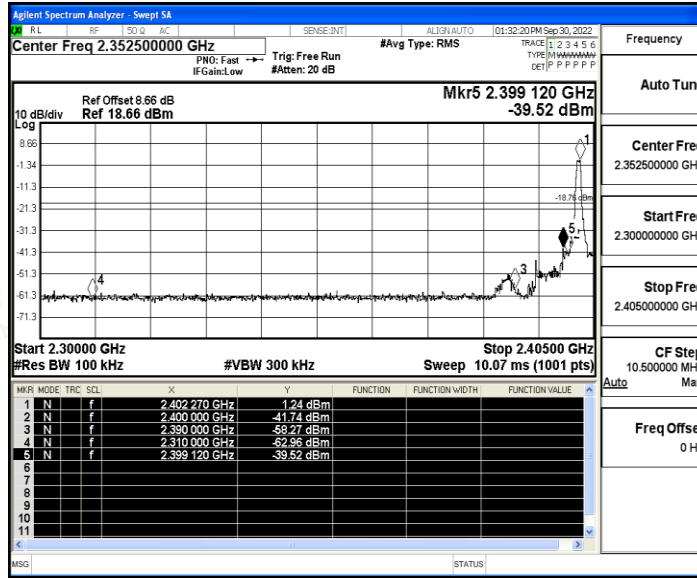 Agilent Spectrum Analyzer - Swept SA
RL RF 50 Ω AC SENSE:INT ALIGN AUTO 01:32:20 PM Sep 30, 2022
Center Freq 2.352500000 GHz #Avg Type: RMS TRACE 1 2 3 4 5 6
PNO: Fast Trig: Free Run TYPE M
IFGain:Low #Atten: 20 dB DET P P P P P P
Mkr5 2.399 120 GHz
Ref Offset 8.66 dB
10 dB/div Ref 18.66 dBm -39.52 dBm
Log
8.66
1
-1.34
-11.3
-18.76 dBm
-21.3
-31.3
5
-41.3
-51.3
3
4
-61.3
-71.3
Start 2.30000 GHz Stop 2.40500 GHz
#Res BW 100 kHz #VBW 300 kHz Sweep 10.07 ms (1001 pts)
MKR MODE TRC SCL X Y FUNCTION FUNCTION WIDTH FUNCTION VALUE
1 N f 2.402 270 GHz 1.24 dBm
2 N f 2.400 000 GHz -41.74 dBm
3 N f 2.390 000 GHz -58.27 dBm
4 N f 2.310 000 GHz -62.96 dBm
5 N f 2.399 120 GHz -39.52 dBm
6
7
8
9
10
11
MSG STATUS
Frequency
Auto Tun
Center Fre
2.352500000 GH
Start Fre
2.300000000 GH
Stop Fre
2.405000000 GH
CF Ste
10.500000 MH
Auto Ma
Freq Offse
0 H